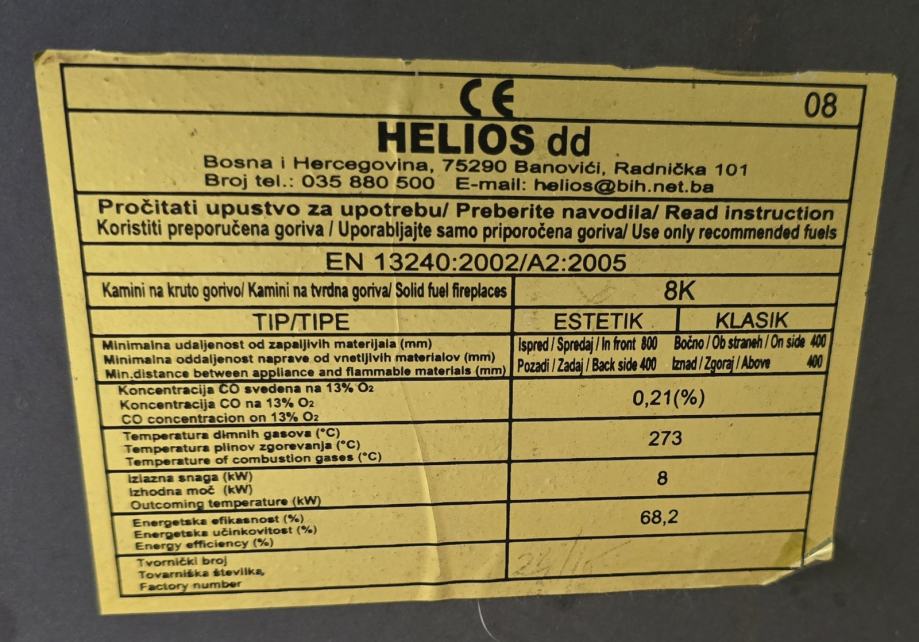 CE 08
HELIOS dd
Bosna i Hercegovina, 75290 Banovići, Radnička 101
Broj tel.: 035 880 500 E-mail: helios@bih.net.ba
Pročitati upustvo za upotrebu/ Preberite navodila/ Read instruction
Koristiti preporučena goriva / Uporabljajte samo priporočena goriva/ Use only recommended fuels
EN 13240:2002/A2:2005
Kamini na kruto gorivo/ Kamini na tvrdna goriva/ Solid fuel fireplaces 8K
TIP/TIPE ESTETIK KLASIK
Minimalna udaljenost od zapaljivih materijala (mm) Ispred / Spredaj / In front 800 Bočno / Ob straneh / On side 400
Minimalna oddaljenost naprave od vnetljivih materialov (mm)
Min.distance between appliance and flammable materials (mm) Pozadi / Zadaj / Back side 400 Iznad / Zgoraj / Above 400
Koncentracija CO svedena na 13% O2
Koncentracija CO na 13% O2 0,21(%)
CO concentracion on 13% O2
Temperatura dimnih gasova (°C)
Temperatura plinov zgorevanja (°C) 273
Temperature of combustion gases (°C)
Izlazna snaga (kW)
Izhodna moč (kW) 8
Outcoming temperature (kW)
Energetska efikasnost (%)
Energetska učinkovitost (%) 68,2
Energy efficiency (%)
Tvornički broj
Tovarniška številka,
Factory number